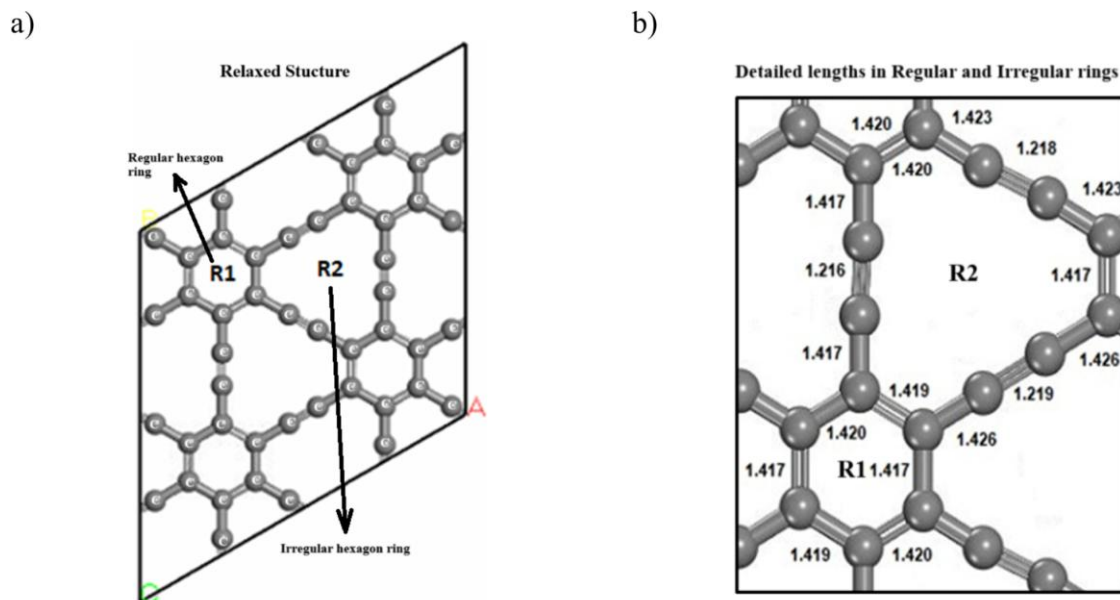 a)
b)
Relaxed Stucture
Detailed lengths in Regular and Irregular rings
Regular hexagon
ring
B
R1
R2
A
Irregular hexagon ring
C
1.420
1.423
1.218
1.420
1.423
1.417
1.216
R2
1.417
1.417
1.426
1.419
1.219
1.420
1.426
1.417
R1
1.417
1.419
1.420